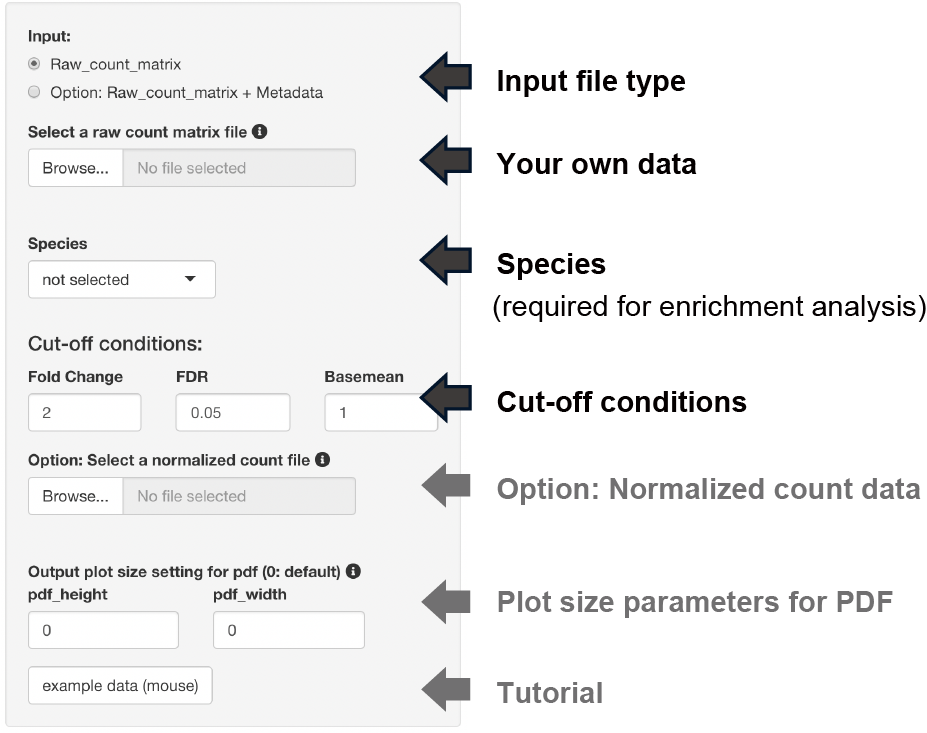 Input:
Raw_count_matrix
Option: Raw_count_matrix + Metadata
Input file type
Select a raw count matrix file
Browse... No file selected
Your own data
Species
not selected
Species
(required for enrichment analysis)
Cut-off conditions:
Fold Change FDR Basemean
2 0.05 1
Cut-off conditions
Option: Select a normalized count file
Browse... No file selected
Option: Normalized count data
Output plot size setting for pdf (0: default)
pdf_height pdf_width
0 0
Plot size parameters for PDF
example data (mouse)
Tutorial